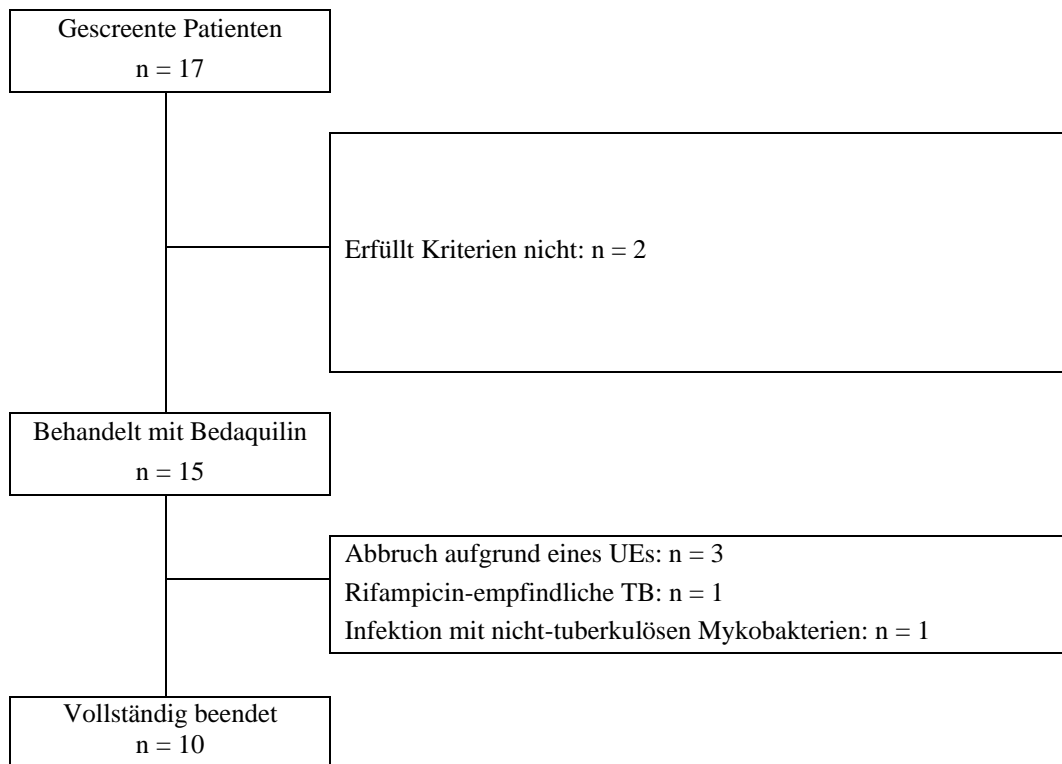 Gescreente Patienten
n = 17
Erfüllt Kriterien nicht: n = 2
Behandelt mit Bedaquilin
n = 15
Abbruch aufgrund eines UEs: n = 3
Rifampicin-empfindliche TB: n = 1
Infektion mit nicht-tuberkulösen Mykobakterien: n = 1
Vollständig beendet
n = 10